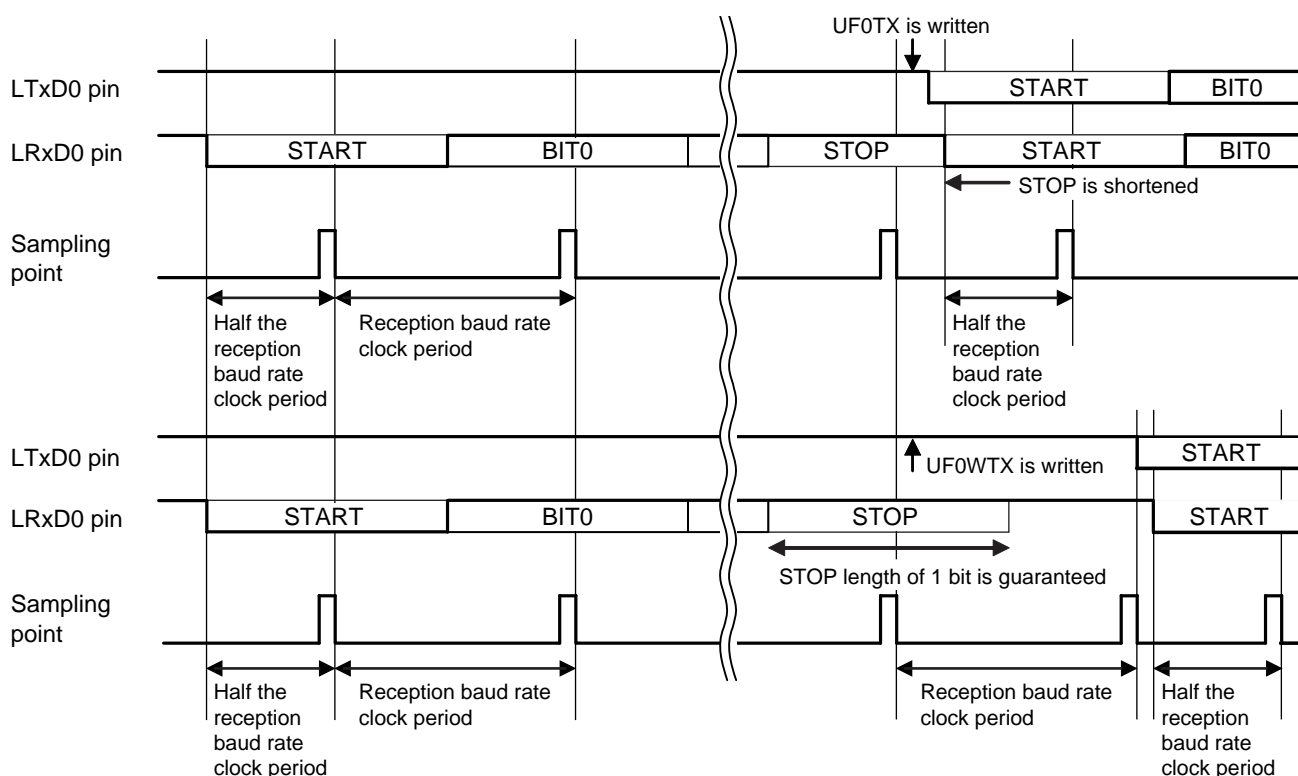 UF0TX is written
LTxD0 pin
START
BIT0
LRxD0 pin
START
BIT0
STOP
START
BIT0
STOP is shortened
Sampling
point
Half the
reception
baud rate
clock period
Reception baud rate
clock period
Half the
reception
baud rate
clock period
LTxD0 pin
UF0WTX is written
START
LRxD0 pin
START
BIT0
STOP
START
STOP length of 1 bit is guaranteed
Sampling
point
Half the
reception
baud rate
clock period
Reception baud rate
clock period
Reception baud rate
clock period
Half the
reception
baud rate
clock period